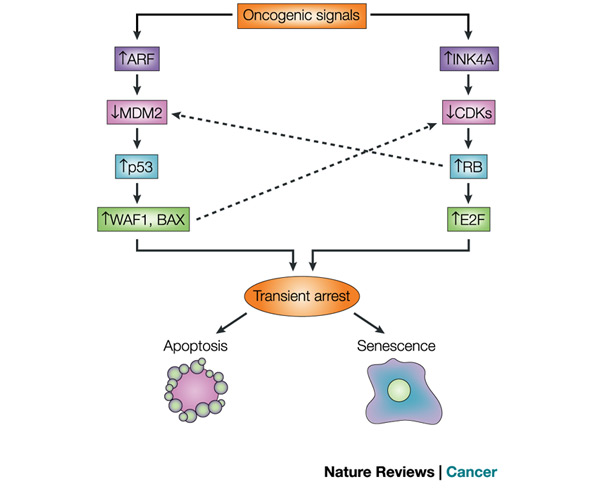 Oncogenic signals
↑ARF
↑INK4A
↓MDM2
↓CDKs
↑p53
↑RB
↑WAF1, BAX
↑E2F
Transient arrest
Apoptosis
Senescence
Nature Reviews | Cancer